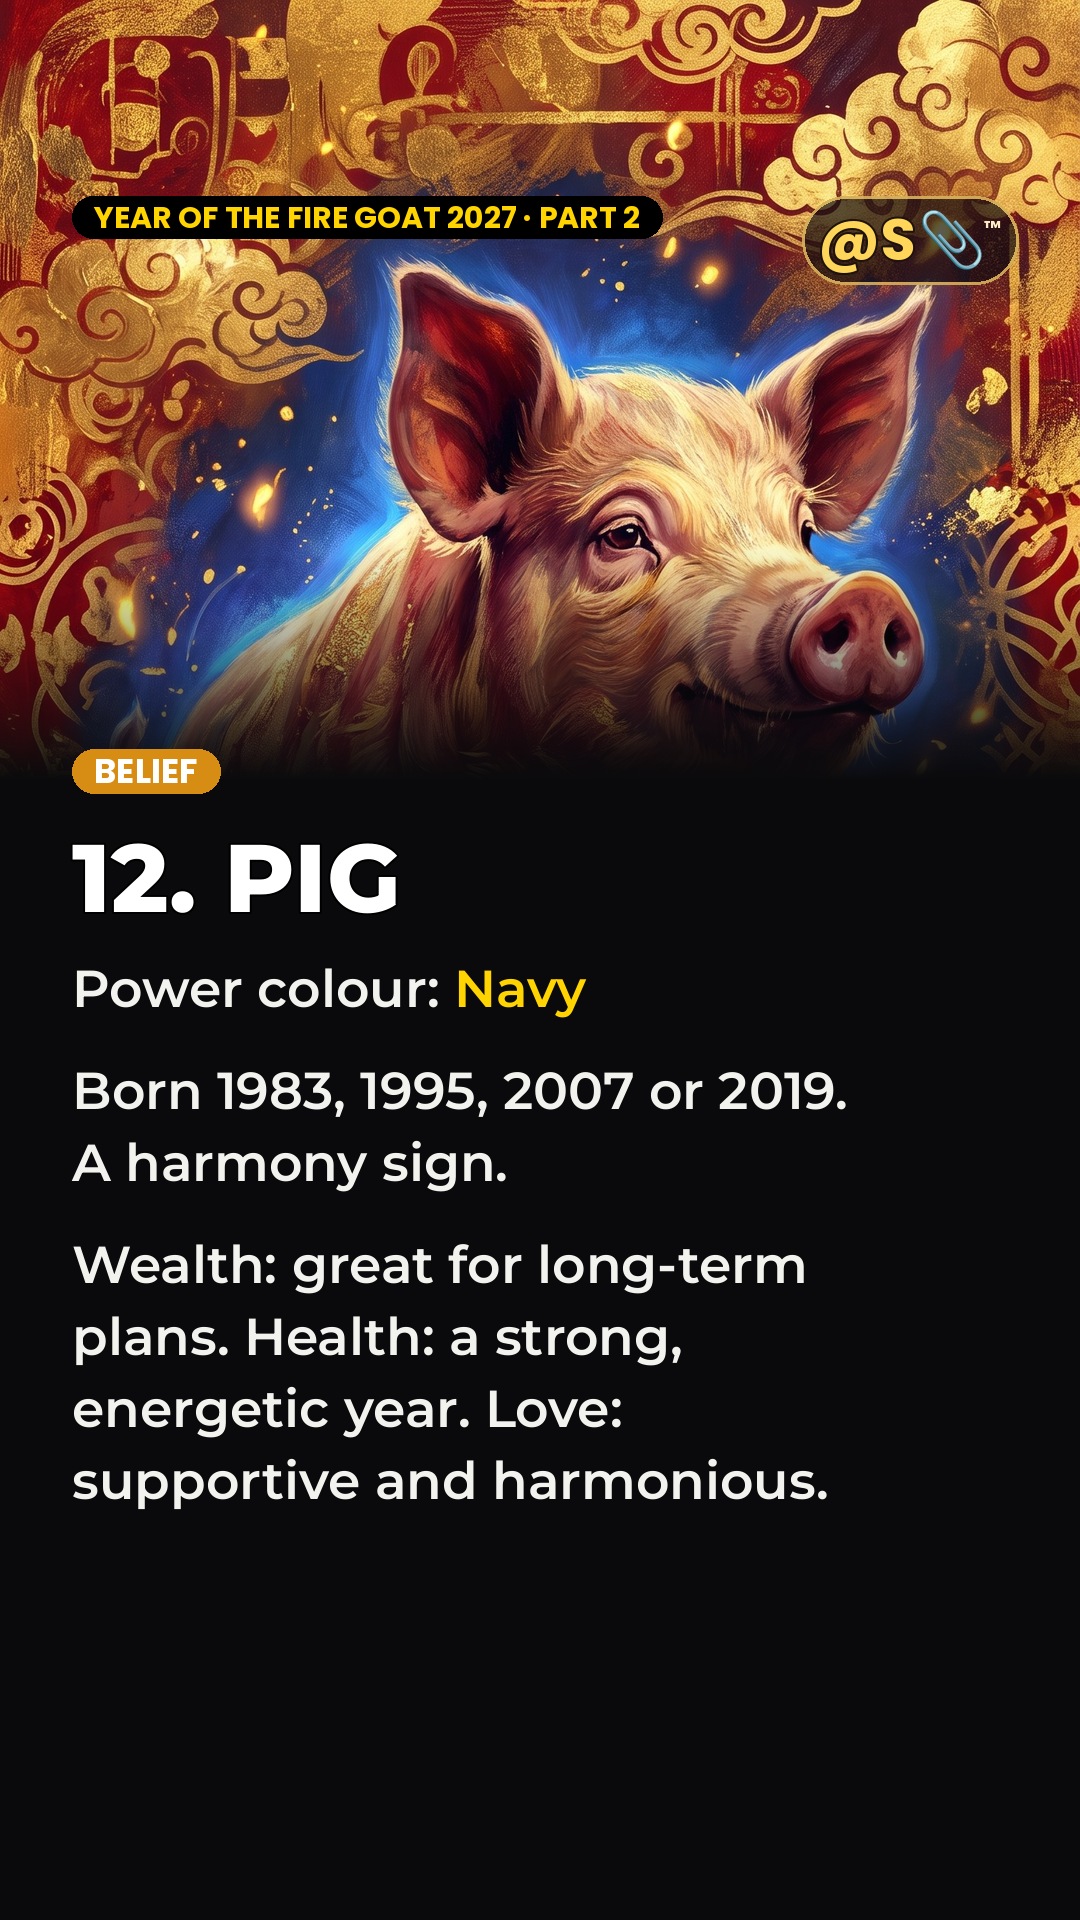 YEAR OF THE FIRE GOAT 2027 · PART 2
@S📎™
BELIEF
12. PIG
Power colour: Navy
Born 1983, 1995, 2007 or 2019.
A harmony sign.
Wealth: great for long-term
plans. Health: a strong,
energetic year. Love:
supportive and harmonious.